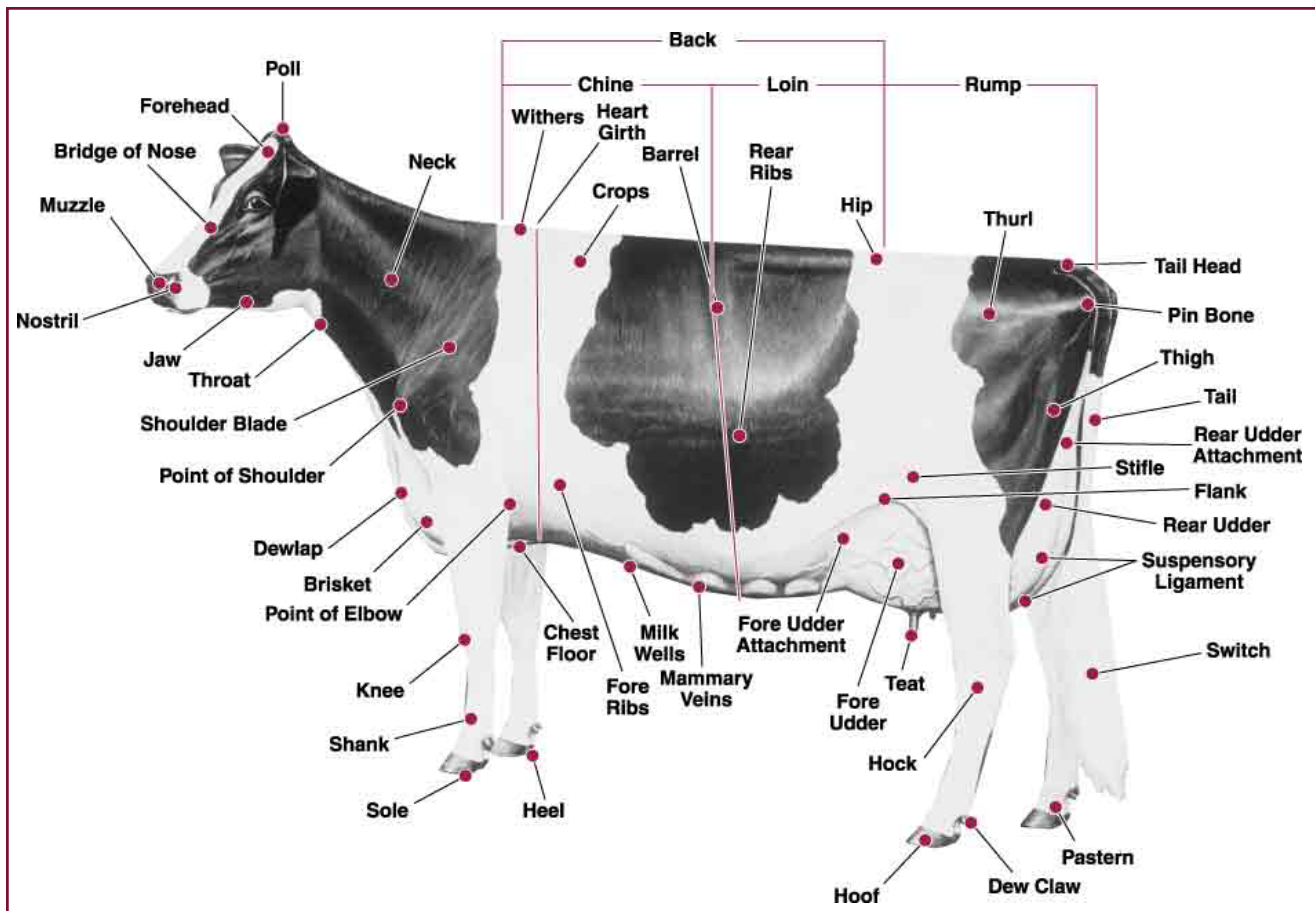 Back
Chine
Loin
Rump
Poll
Forehead
Bridge of Nose
Muzzle
Nostril
Jaw
Throat
Neck
Withers
Heart
Girth
Crops
Barrel
Rear
Ribs
Hip
Thurl
Tail Head
Pin Bone
Thigh
Tail
Rear Udder
Attachment
Stifle
Flank
Rear Udder
Suspensory
Ligament
Switch
Shoulder Blade
Point of Shoulder
Dewlap
Brisket
Point of Elbow
Knee
Shank
Sole
Heel
Chest
Floor
Fore
Ribs
Milk
Wells
Mammary
Veins
Fore Udder
Attachment
Teat
Fore
Udder
Hock
Hoof
Dew Claw
Pastern